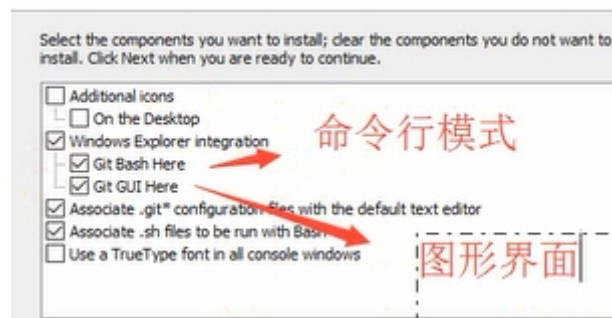 Select the components you want to install; clear the components you do not want to
install. Click Next when you are ready to continue.
Additional icons
On the Desktop
Windows Explorer integration
命令行模式
Git Bash Here
Git GUI Here
Associate .git* configuration files with the default text editor
Associate .sh files to be run with Bash
Use a TrueType font in all console windows
图形界面